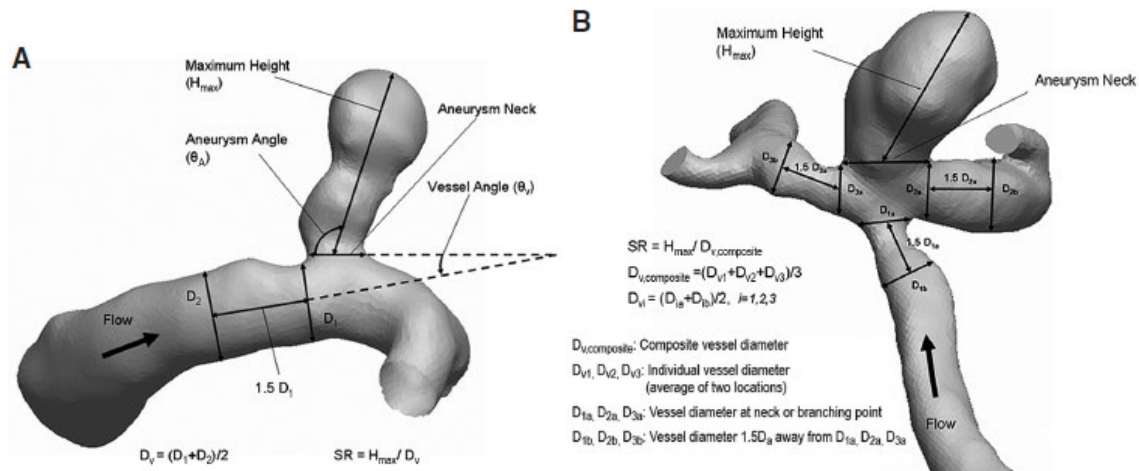 A
Maximum Height
(Hmax)
Aneurysm Neck
Aneurysm Angle
(θA)
Vessel Angle (θv)
D2
D1
Flow
1.5 D1
Dv = (D1+D2)/2
SR = Hmax/ Dv
B
Maximum Height
(Hmax)
Aneurysm Neck
D3b
1.5 D3a
D3a
D2a
1.5 D2a
D2b
D1a
1.5 D1a
D1b
SR = Hmax/ Dv,composite
Dv,composite =(Dv1+Dv2+Dv3)/3
Dvi = (Dia+Dib)/2, i=1,2,3
Dv,composite: Composite vessel diameter
Dv1, Dv2, Dv3: Individual vessel diameter
(average of two locations)
D1a, D2a, D3a: Vessel diameter at neck or branching point
D1b, D2b, D3b: Vessel diameter 1.5Da away from D1a, D2a, D3a
Flow